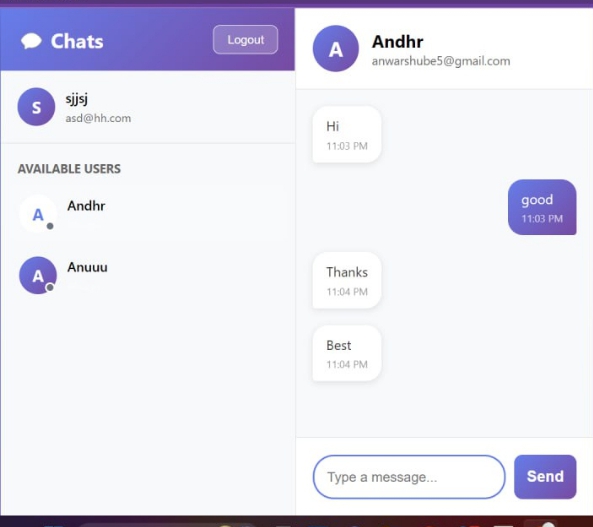 Chats
Logout
S
sjjsj
asd@hh.com
AVAILABLE USERS
A
Andhr
A
Anuuu
A
Andhr
anwarshube5@gmail.com
Hi
11:03 PM
good
11:03 PM
Thanks
11:04 PM
Best
11:04 PM
Type a message...
Send